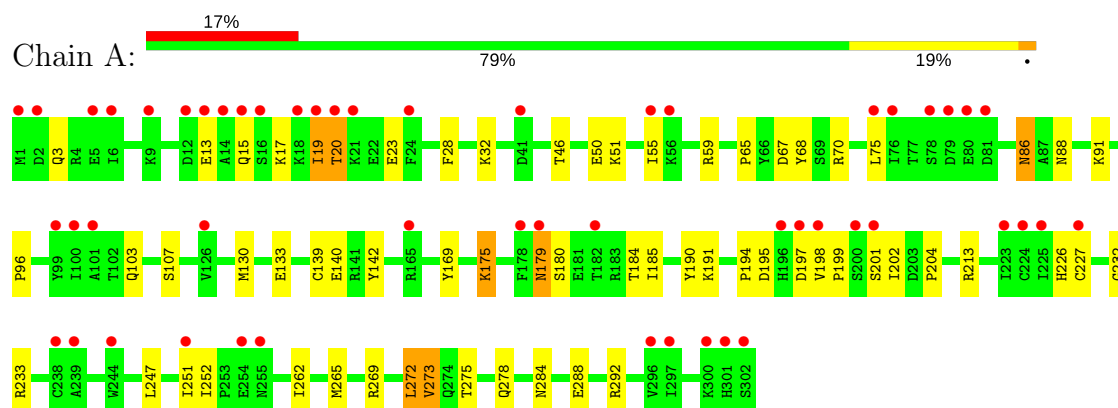 17%
Chain A:
79% 19% •
M1 D2 Q3 R4 E5 I6 K9 D12 E13 A14 Q15 S16 K17 K18 I19 T20 K21 E22 E23 F24 F28 K32 D41 T46 E50 K51 I55 K56 R59 P65 Y66 D67 Y68 S69 R70 L75 I76 T77 S78 D79 E80 D81 N86 A87 N88 K91
P96 Y99 I100 A101 T102 Q103 S107 V126 M130 E133 C139 E140 R141 Y142 R165 Y169 K175 F178 N179 S180 E181 T182 R183 T184 I185 Y190 K191 P194 D195 H196 D197 V198 P199 S200 S201 I202 D203 P204 R213 I223 C224 I225 H226 C227
R233 C238 A239 W244 L247 I251 I252 P253 E254 N255 I262 M265 R269 L272 V273 Q274 T275 Q278 N284 E288 R292 V296 I297 K300 H301 S302